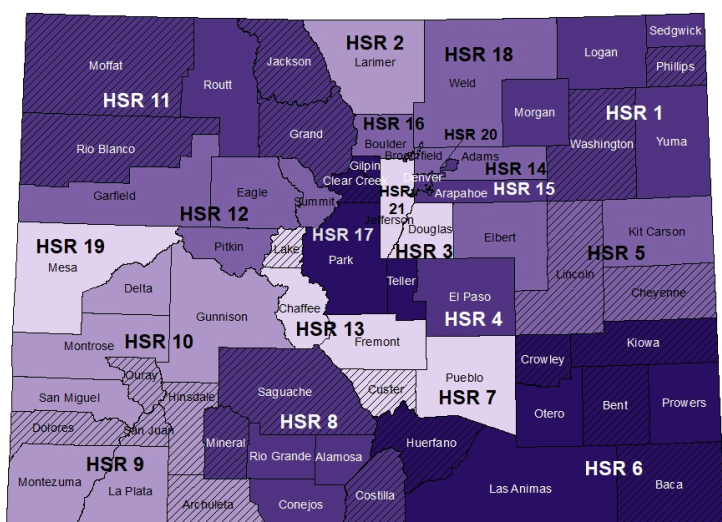 Sedgwick
HSR 2
Larimer
HSR 18
Logan
Jackson
Moffat
Phillips
Routt
Weld
HSR 11
Morgan
HSR 1
Grand
HSR 16
HSR 20
Washington
Yuma
Rio Blanco
Boulder
Broomfield
Adams
Gilpin
HSR 14
Clear Creek
Denver
Garfield
Eagle
HSR 21
Arapahoe
HSR 15
Summit
HSR 12
Jefferson
Douglas
HSR 17
Kit Carson
HSR 19
Pitkin
Lake
Elbert
Mesa
Park
HSR 3
HSR 5
Lincoln
Teller
Cheyenne
Delta
El Paso
Chaffee
Gunnison
HSR 4
HSR 13
Montrose
HSR 10
Fremont
Crowley
Kiowa
Ouray
Pueblo
San Miguel
Hinsdale
Saguache
Custer
HSR 7
Prowers
Bent
Otero
HSR 8
Dolores
San Juan
Mineral
Huerfano
Rio Grande
Alamosa
HSR 9
HSR 6
Montezuma
La Plata
Las Animas
Baca
Archuleta
Conejos
Costilla